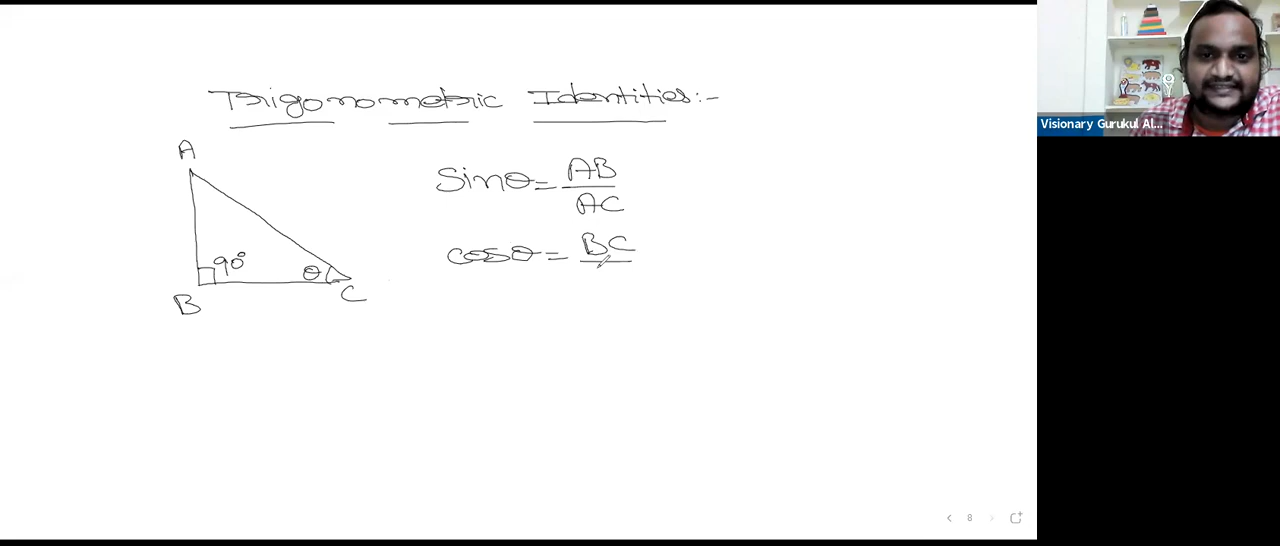 Trigonometric Identities:-
A
Sinθ = AB
AC
cosθ = BC
90°
θ
B
C
Visionary Gurukul Al...
8